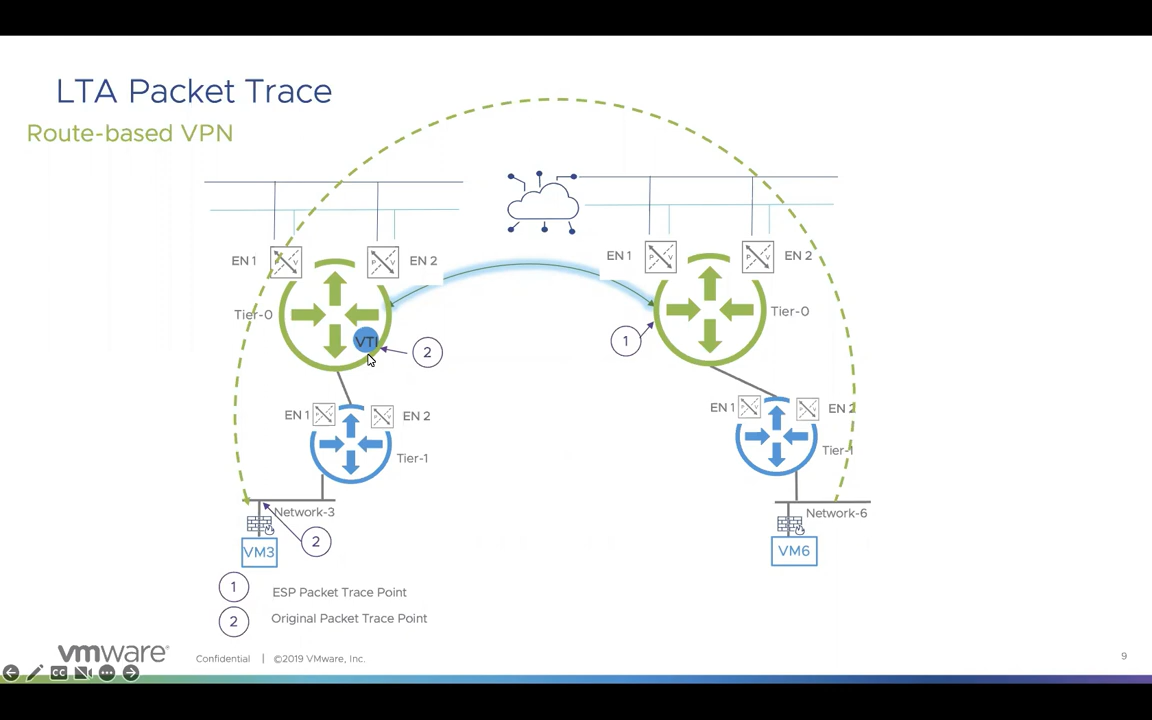 LTA Packet Trace
Route-based VPN
EN 1
EN 2
EN 1
EN 2
Tier-0
VTI
2
1
Tier-0
EN 1
EN 2
Tier-1
EN 1
EN 2
Tier-1
Network-3
Network-6
2
VM3
VM6
1
ESP Packet Trace Point
2
Original Packet Trace Point
vmware®
Confidential | ©2019 VMware, Inc.
9
CC